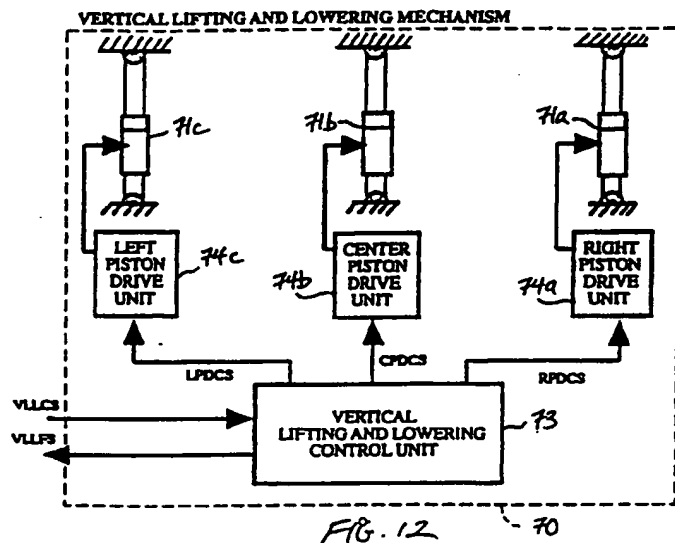 VERTICAL LIFTING AND LOWERING MECHANISM
71c
71b
71a
LEFT
PISTON
DRIVE
UNIT
74c
CENTER
PISTON
DRIVE
UNIT
74b
RIGHT
PISTON
DRIVE
UNIT
74a
LPDCS
CPDCS
RPDCS
VLLCS
VLLFS
VERTICAL
LIFTING AND LOWERING
CONTROL UNIT
73
70
FIG. 12